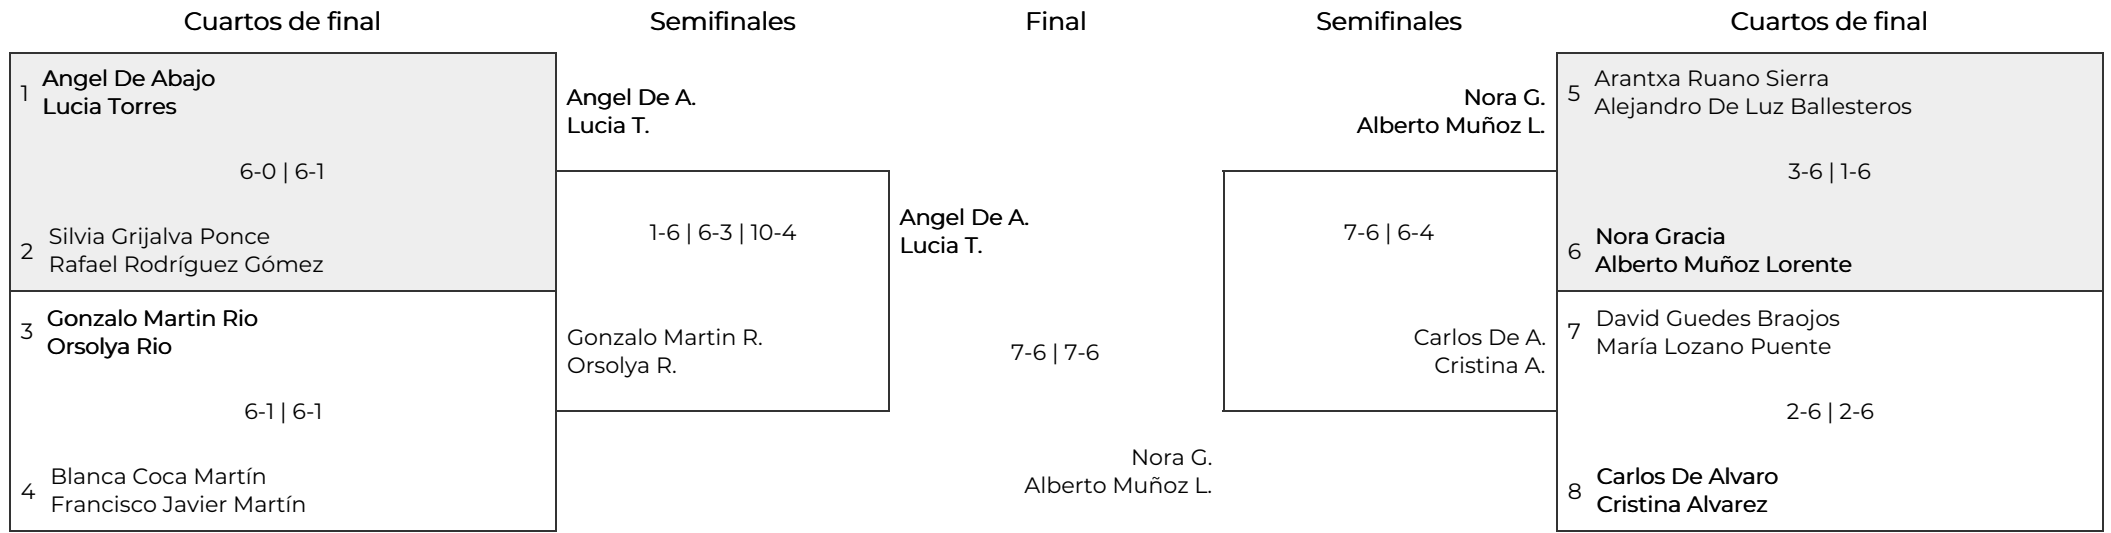 Cuartos de final
Semifinales
Final
Semifinales
Cuartos de final
1
Angel De Abajo
Lucia Torres
6-0 | 6-1
2
Silvia Grijalva Ponce
Rafael Rodríguez Gómez
3
Gonzalo Martin Rio
Orsolya Rio
6-1 | 6-1
4
Blanca Coca Martín
Francisco Javier Martín
Angel De A.
Lucia T.
1-6 | 6-3 | 10-4
Gonzalo Martin R.
Orsolya R.
Angel De A.
Lucia T.
7-6 | 7-6
Nora G.
Alberto Muñoz L.
Nora G.
Alberto Muñoz L.
7-6 | 6-4
Carlos De A.
Cristina A.
5
Arantxa Ruano Sierra
Alejandro De Luz Ballesteros
3-6 | 1-6
6
Nora Gracia
Alberto Muñoz Lorente
7
David Guedes Braojos
María Lozano Puente
2-6 | 2-6
8
Carlos De Alvaro
Cristina Alvarez